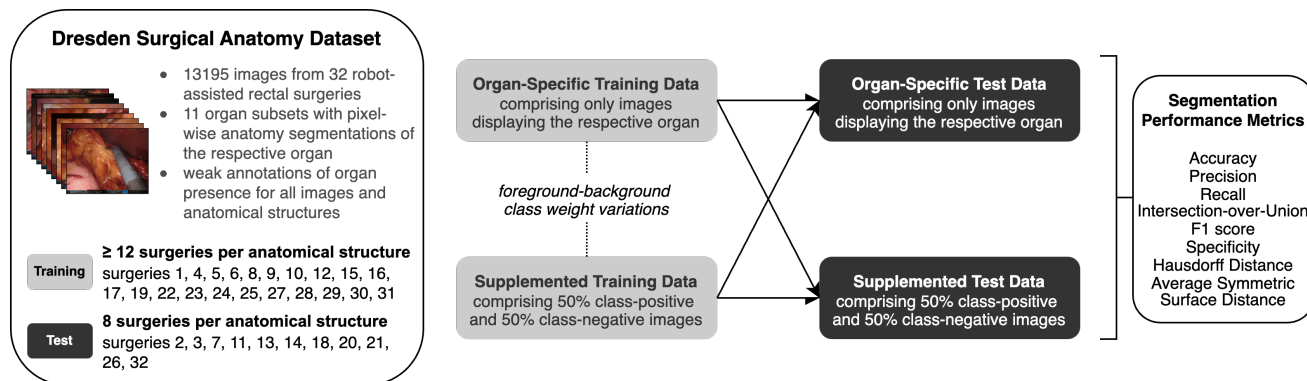 Dresden Surgical Anatomy Dataset
● 13195 images from 32 robot-
assisted rectal surgeries
● 11 organ subsets with pixel-
wise anatomy segmentations of
the respective organ
● weak annotations of organ
presence for all images and
anatomical structures
Training
≥ 12 surgeries per anatomical structure
surgeries 1, 4, 5, 6, 8, 9, 10, 12, 15, 16,
17, 19, 22, 23, 24, 25, 27, 28, 29, 30, 31
Test
8 surgeries per anatomical structure
surgeries 2, 3, 7, 11, 13, 14, 18, 20, 21,
26, 32
Organ-Specific Training Data
comprising only images
displaying the respective organ
foreground-background
class weight variations
Supplemented Training Data
comprising 50% class-positive
and 50% class-negative images
Organ-Specific Test Data
comprising only images
displaying the respective organ
Supplemented Test Data
comprising 50% class-positive
and 50% class-negative images
Segmentation
Performance Metrics
Accuracy
Precision
Recall
Intersection-over-Union
F1 score
Specificity
Hausdorff Distance
Average Symmetric
Surface Distance